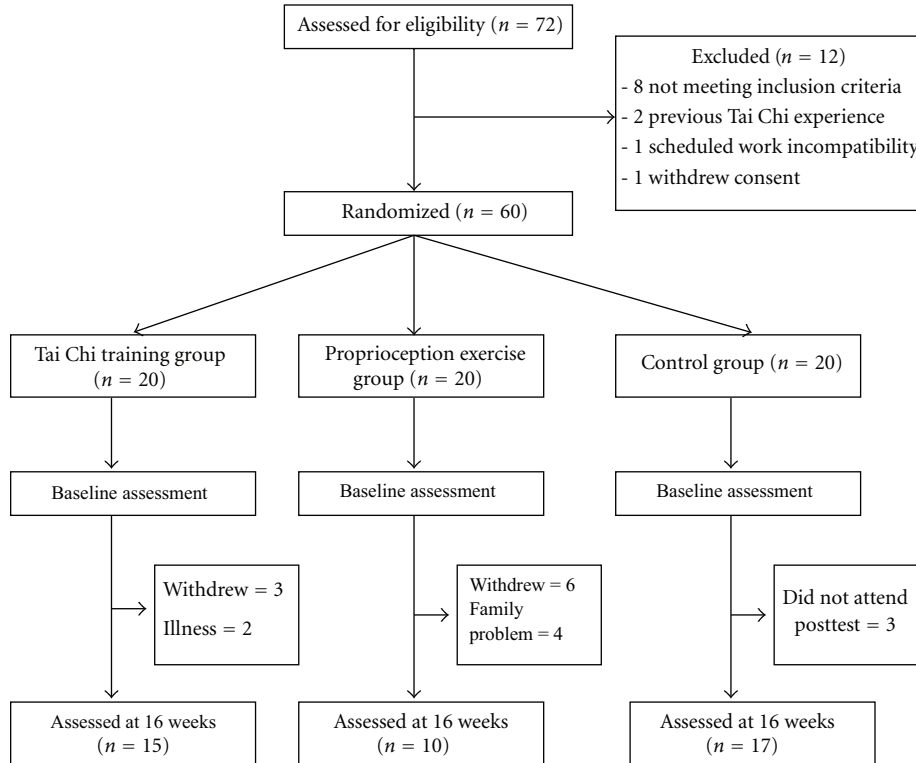 Assessed for eligibility (n = 72)
Excluded (n = 12)
- 8 not meeting inclusion criteria
- 2 previous Tai Chi experience
- 1 scheduled work incompatibility
- 1 withdrew consent
Randomized (n = 60)
Tai Chi training group
(n = 20)
Proprioception exercise
group (n = 20)
Control group (n = 20)
Baseline assessment
Baseline assessment
Baseline assessment
Withdrew = 3
Illness = 2
Withdrew = 6
Family
problem = 4
Did not attend
posttest = 3
Assessed at 16 weeks
(n = 15)
Assessed at 16 weeks
(n = 10)
Assessed at 16 weeks
(n = 17)